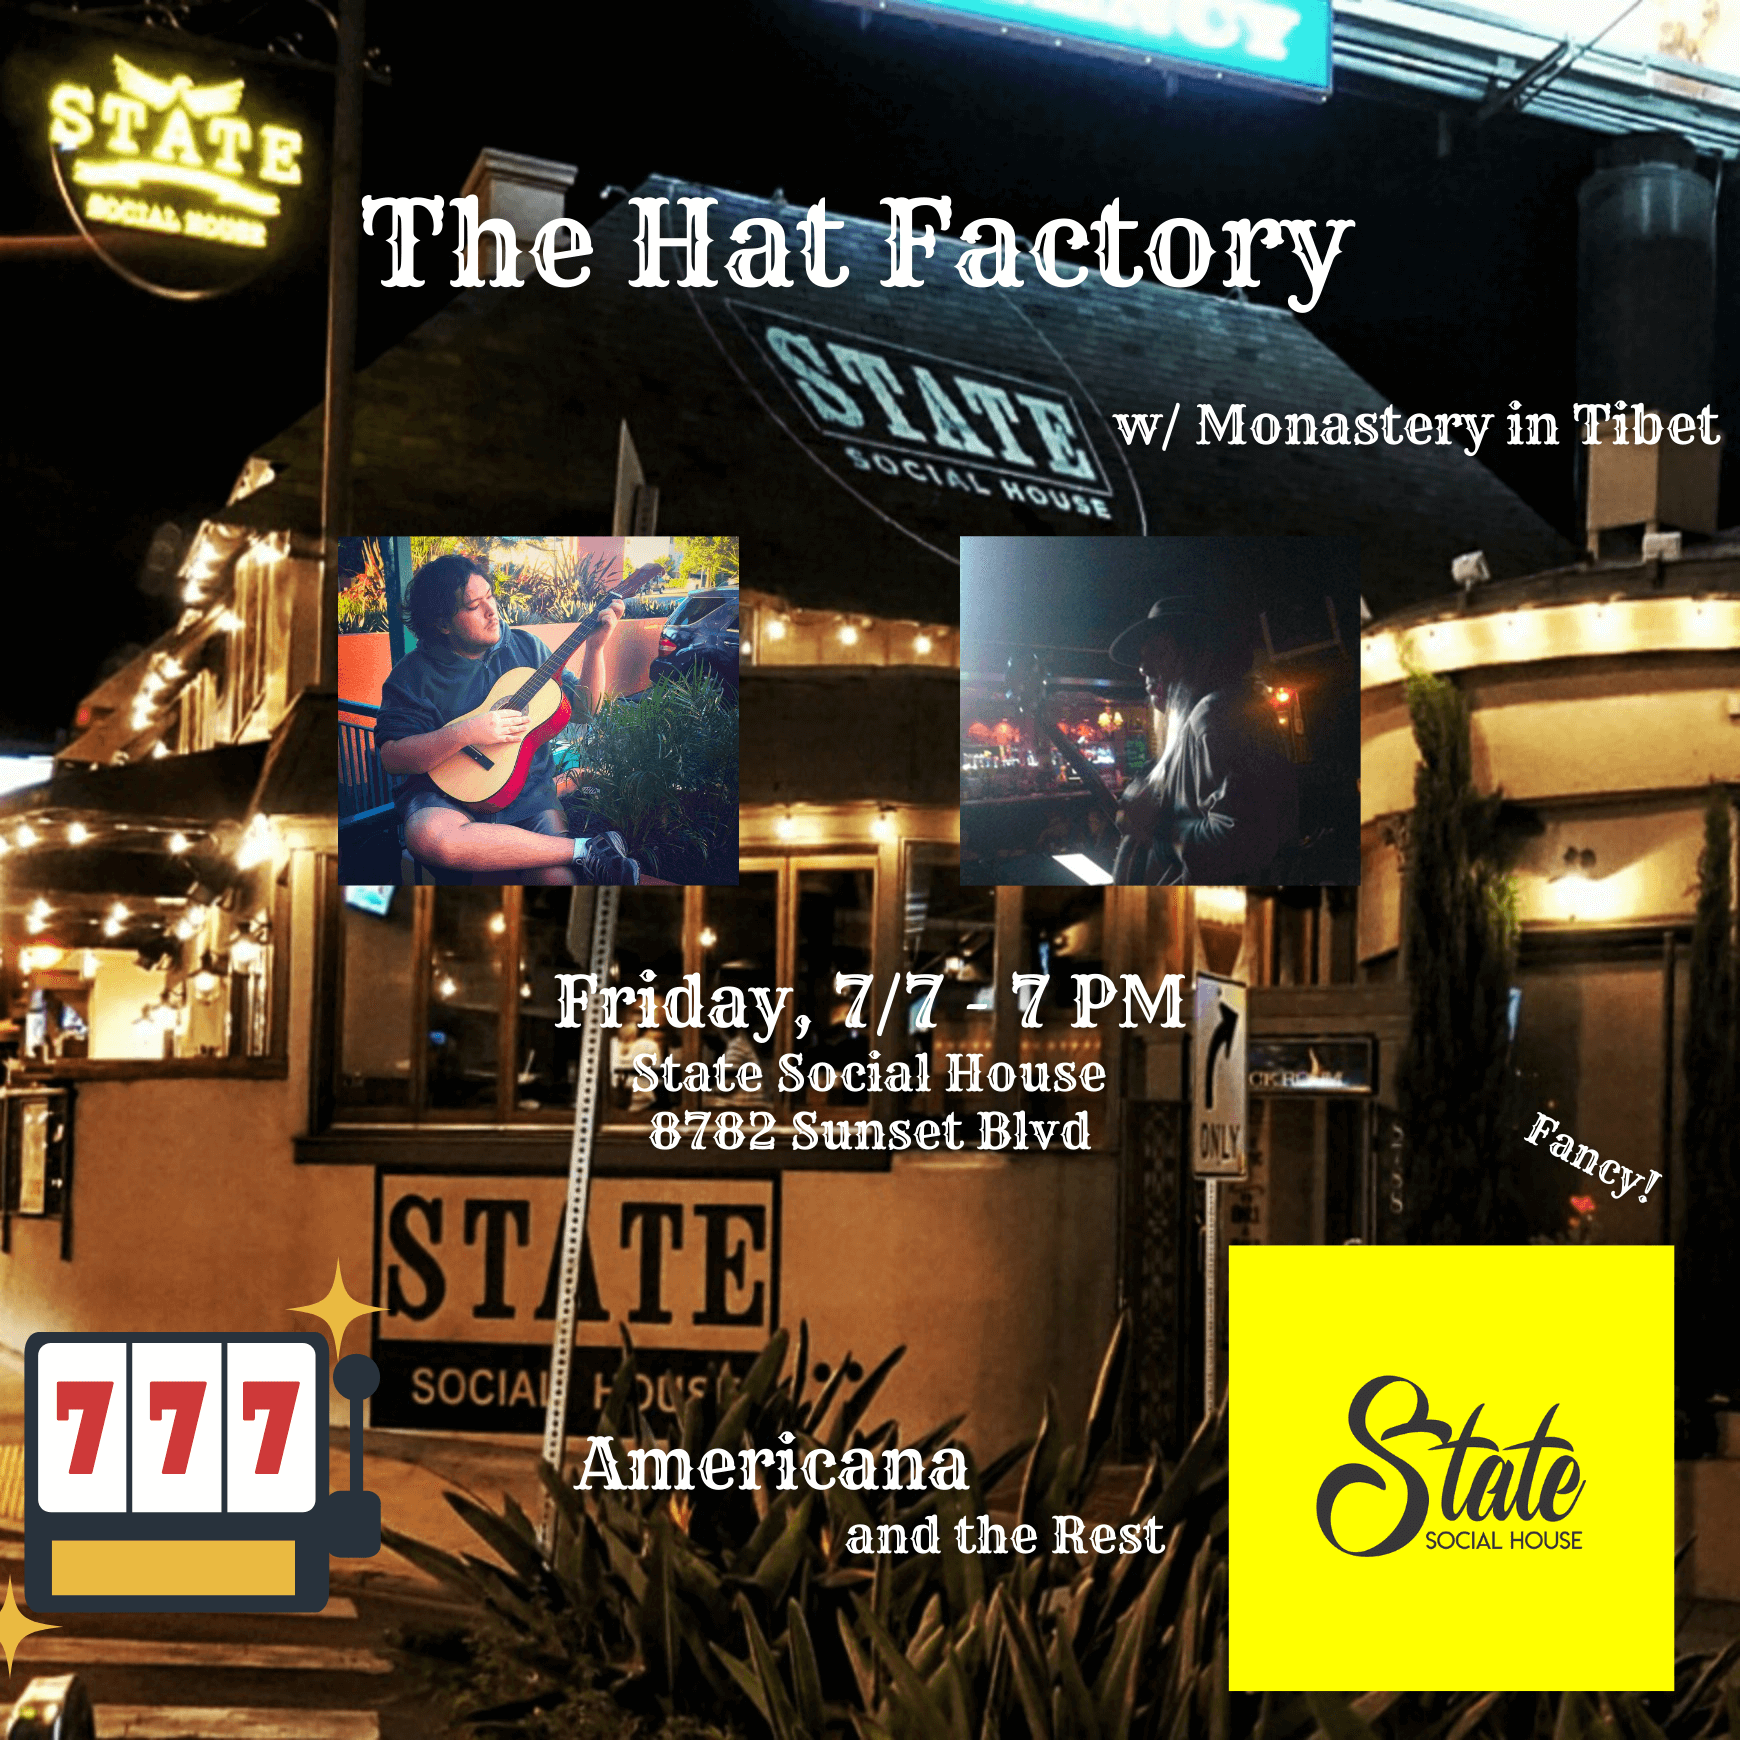 STATE
SOCIAL HOUSE
The Hat Factory
STATE
SOCIAL HOUSE
w/ Monastery in Tibet
Friday, 7/7 - 7 PM
State Social House
8782 Sunset Blvd
ONLY
Fancy!
STATE
SOCIAL HOUSE
777
Americana
and the Rest
State
SOCIAL HOUSE